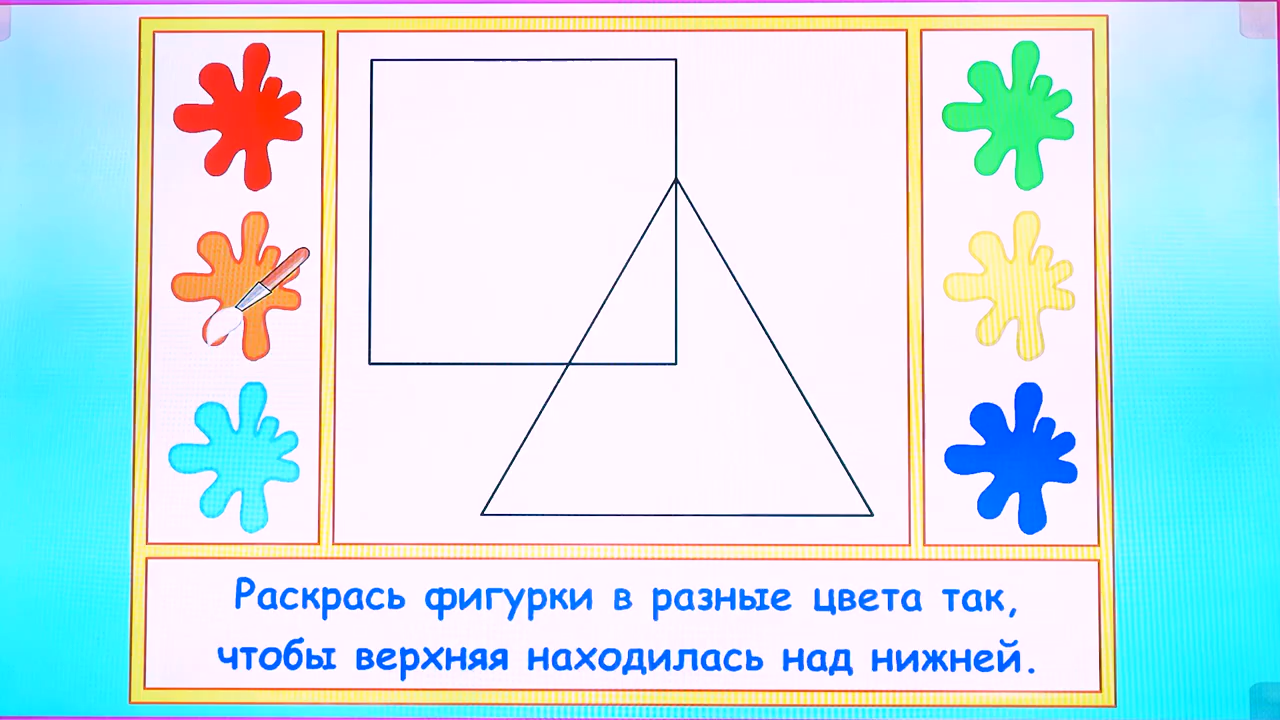 Раскрась фигурки в разные цвета так,
чтобы верхняя находилась над нижней.